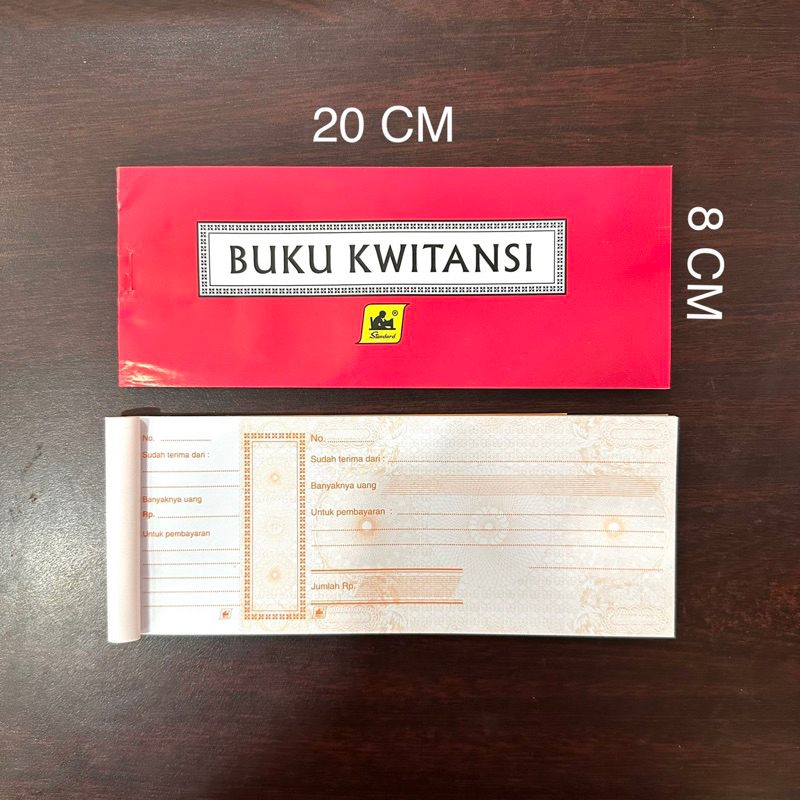 20 CM
8 CM
BUKU KWITANSI
®
Standard
No.
Sudah terima dari :
Banyaknya uang
Rp.
Untuk pembayaran
No.
Sudah terima dari :
Banyaknya uang
Untuk pembayaran :
Jumlah Rp.